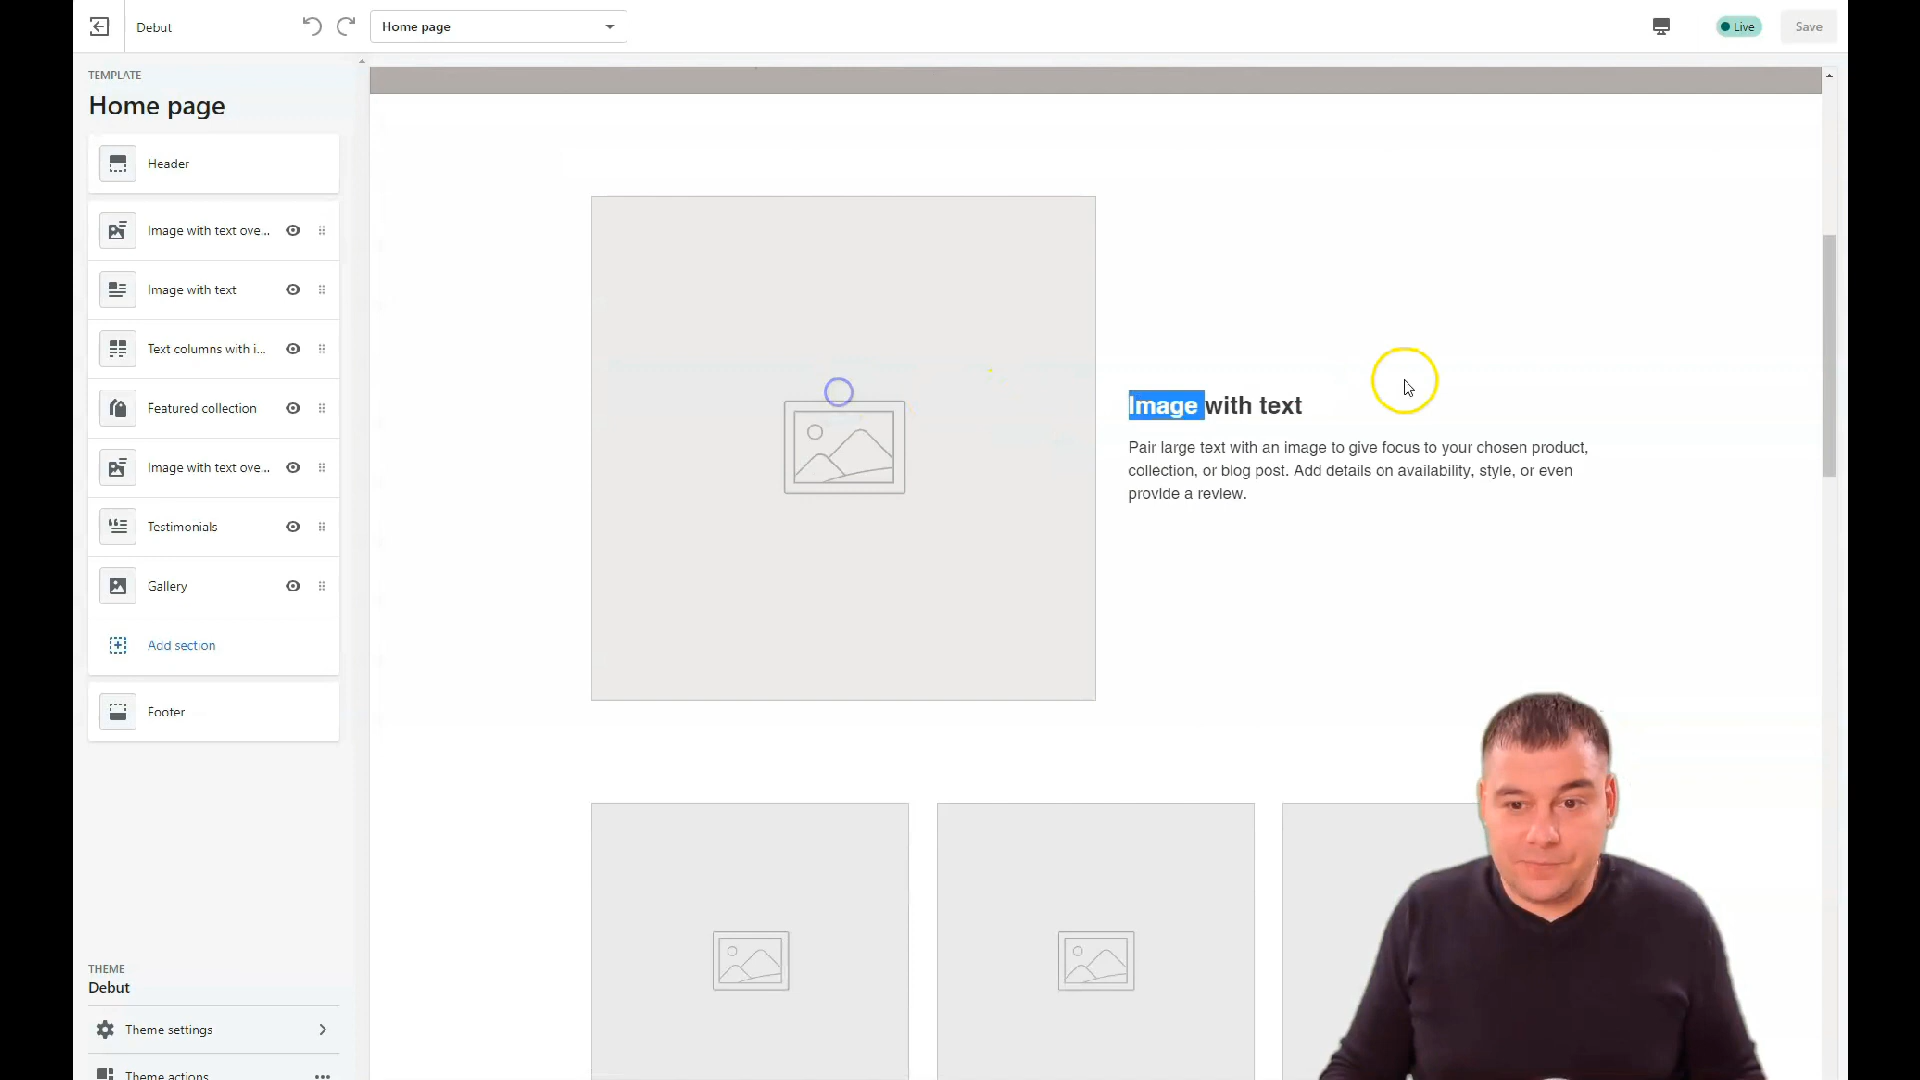 Debut
Home page
Live
Save
TEMPLATE
Home page
Header
Image with text ove...
Image with text
Text columns with i...
Featured collection
Image with text ove...
Testimonials
Gallery
Add section
Footer
THEME
Debut
Theme settings
Theme actions
Image with text
Pair large text with an image to give focus to your chosen product,
collection, or blog post. Add details on availability, style, or even
provide a review.